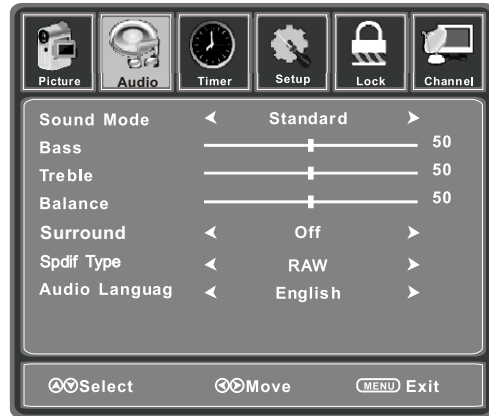 Picture Audio Timer Setup Lock Channel
Sound Mode Standard
Bass 50
Treble 50
Balance 50
Surround Off
Spdif Type RAW
Audio Languag English
Select Move MENU Exit